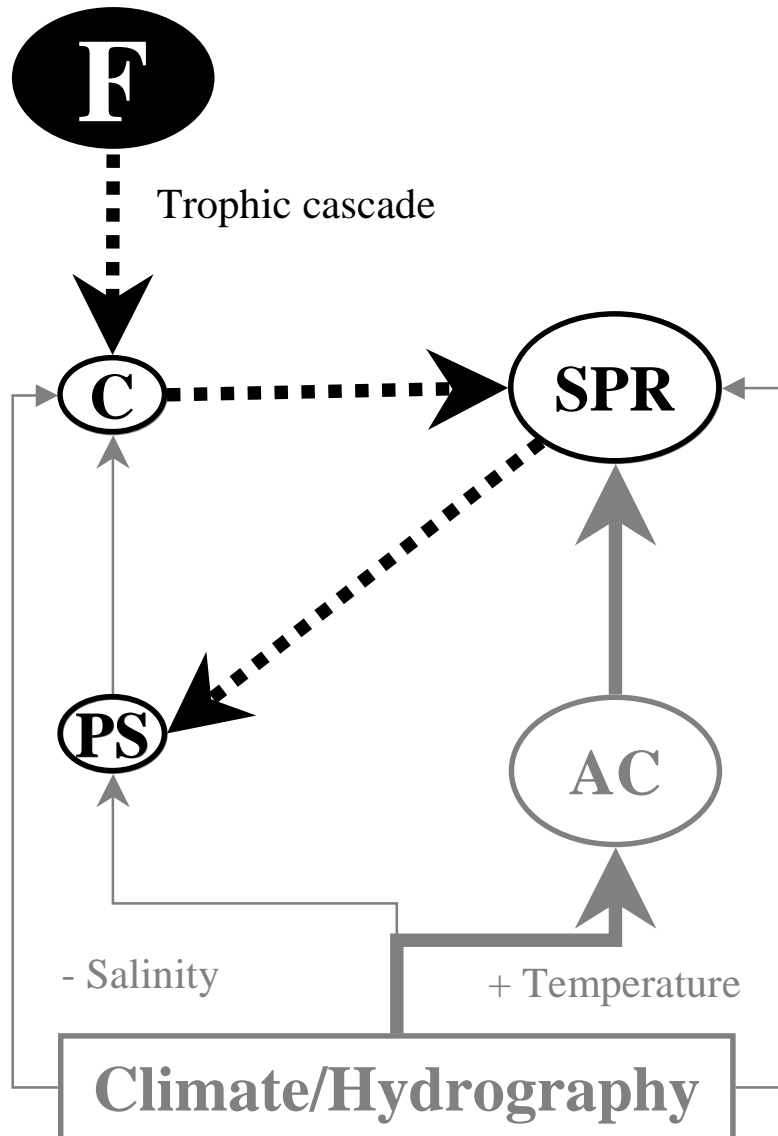 F
Trophic cascade
C
SPR
PS
AC
- Salinity
+ Temperature
Climate/Hydrography